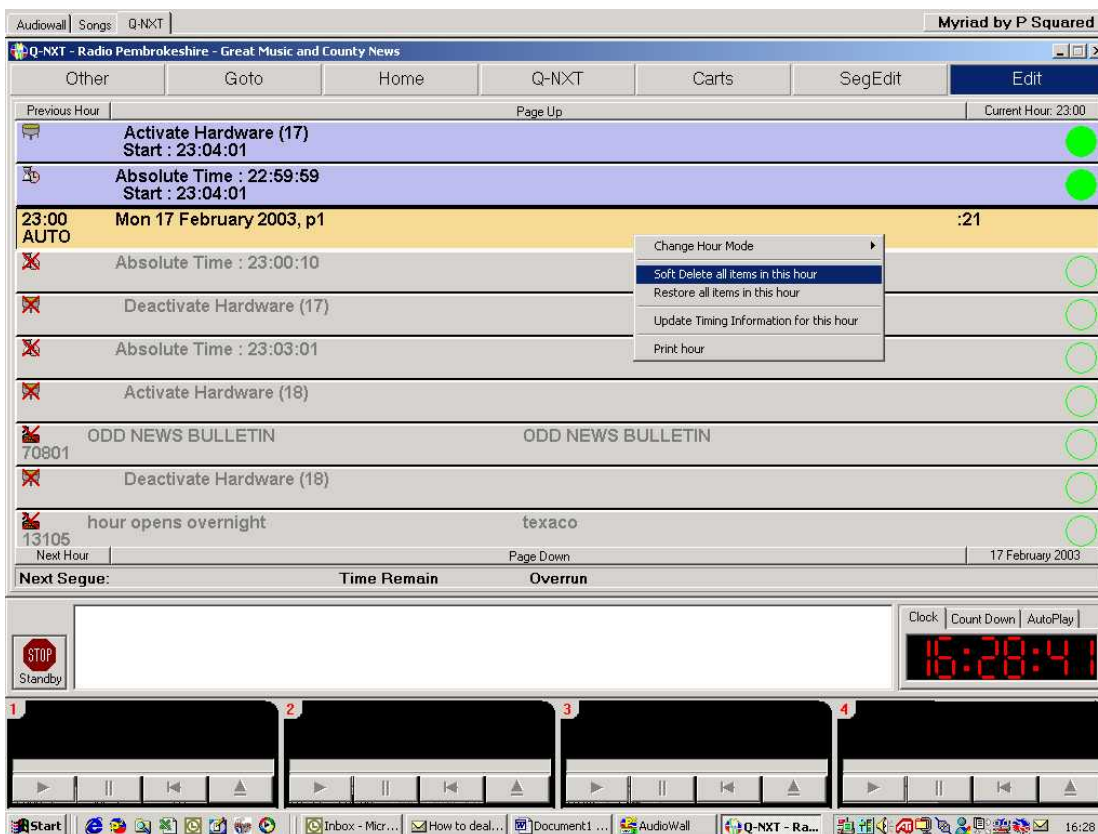 Audiowall Songs Q-NXT Myriad by P Squared
Q-NXT - Radio Pembrokeshire - Great Music and County News
Other Goto Home Q-NXT Carts SegEdit Edit
Previous Hour Page Up Current Hour: 23:00
Activate Hardware (17)
Start : 23:04:01
Absolute Time : 22:59:59
Start : 23:04:01
23:00 Mon 17 February 2003, p1 :21
AUTO
Change Hour Mode
Soft Delete all items in this hour
Restore all items in this hour
Update Timing Information for this hour
Print hour
Absolute Time : 23:00:10
Deactivate Hardware (17)
Absolute Time : 23:03:01
Activate Hardware (18)
ODD NEWS BULLETIN ODD NEWS BULLETIN
70801
Deactivate Hardware (18)
hour opens overnight texaco
13105
Next Hour Page Down 17 February 2003
Next Segue: Time Remain Overrun
Clock Count Down AutoPlay
STOP
Standby
16:28:41
1 2 3 4
Start Inbox - Micr... How to deal... Document1 ... AudioWall Q-NXT - Ra... 16:28